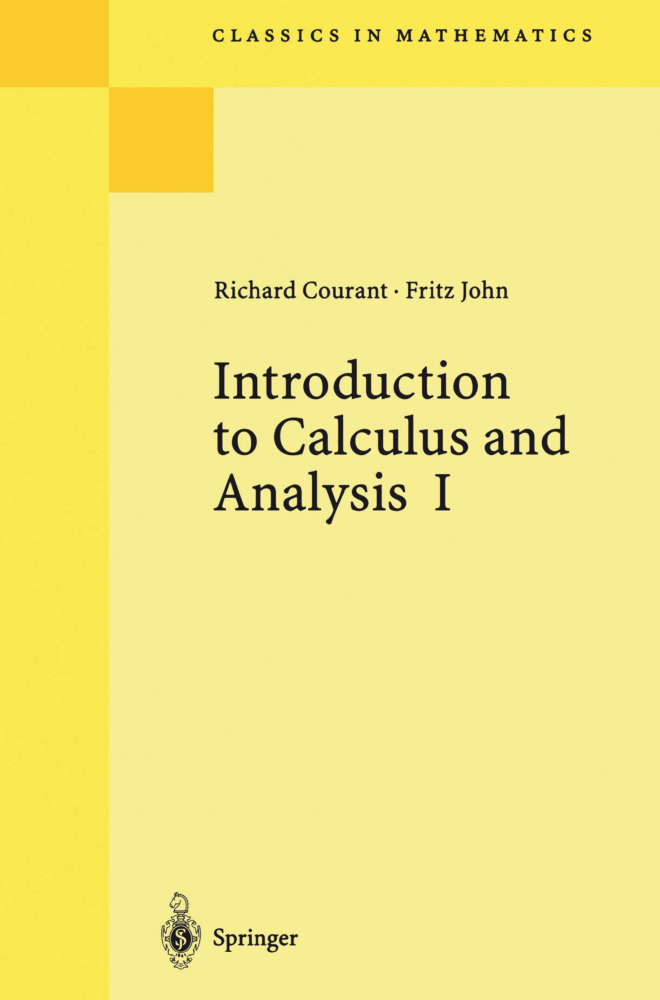 CLASSICS IN MATHEMATICS
Richard Courant · Fritz John
Introduction
to Calculus and
Analysis I
Springer